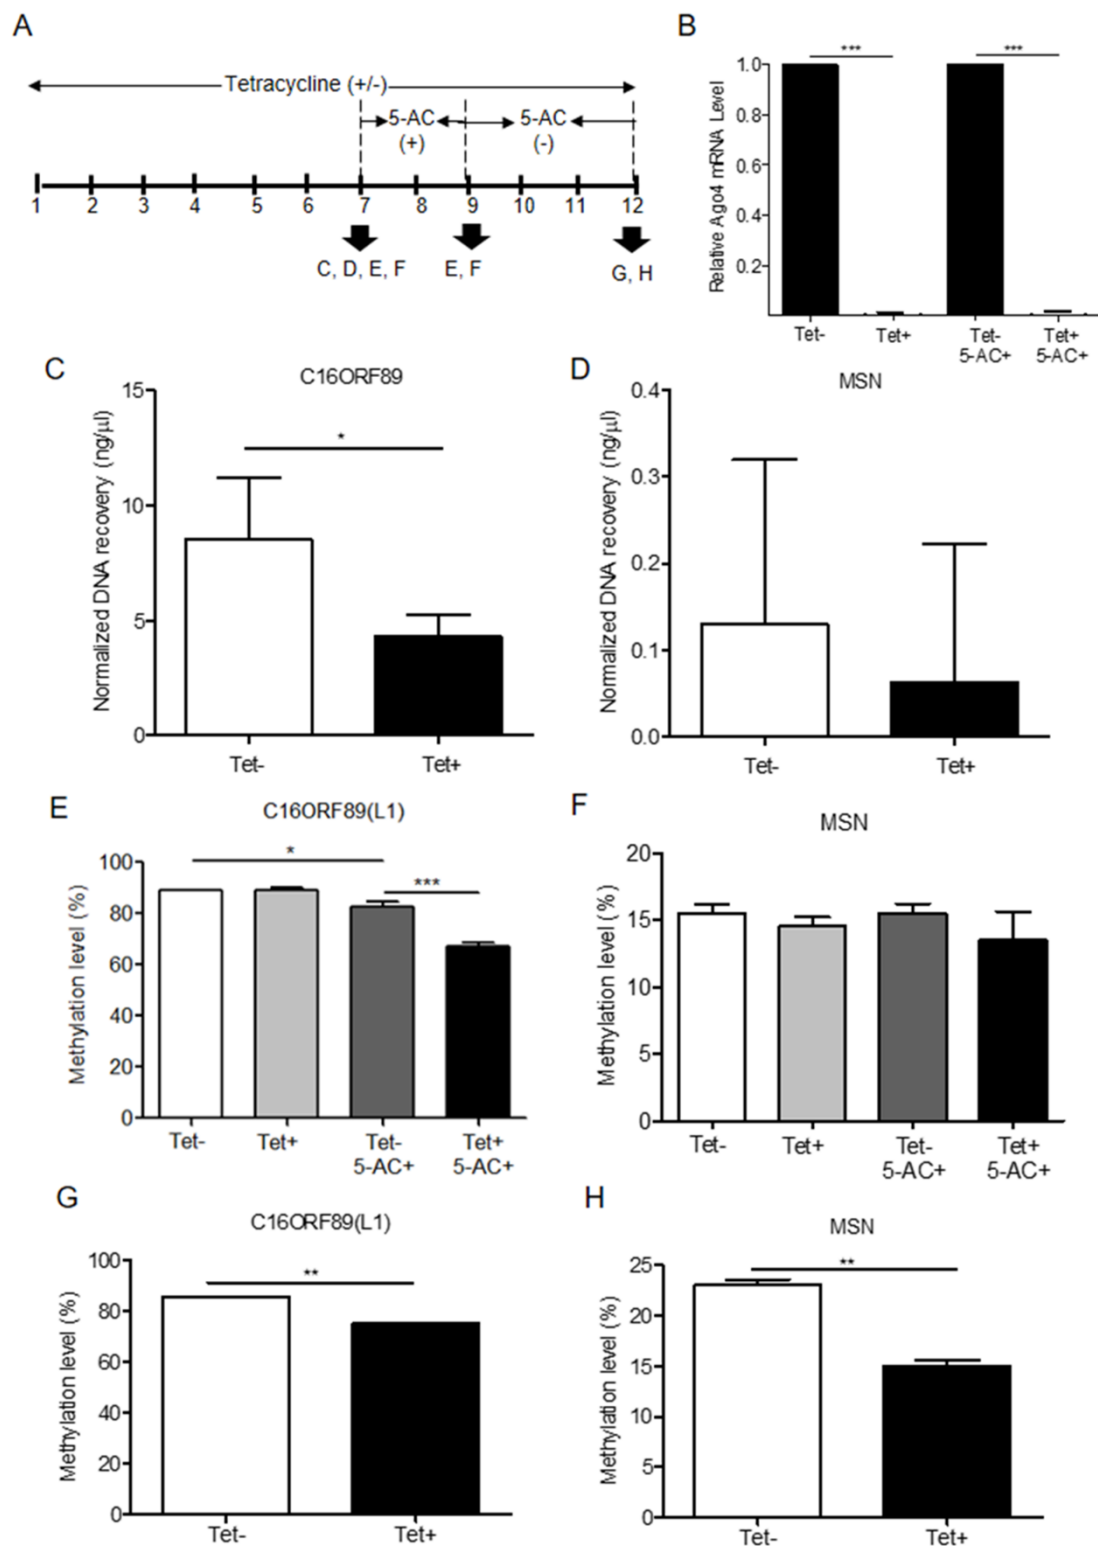 A
Tetracycline (+/-)
5-AC
(+)
5-AC
(-)
1 2 3 4 5 6 7 8 9 10 11 12
C, D, E, F
E, F
G, H
B
Relative Ago4 mRNA Level
*** ***
1.0
0.8
0.6
0.4
0.2
Tet- Tet+ Tet- Tet+
5-AC+ 5-AC+
C
C16ORF89
Normalized DNA recovery (ng/μl)
15
10
5
0
*
Tet- Tet+
D
MSN
Normalized DNA recovery (ng/μl)
0.4
0.3
0.2
0.1
0.0
Tet- Tet+
E
C16ORF89(L1)
Methylation level (%)
100
80
60
40
20
0
*
***
Tet- Tet+ Tet- Tet+
5-AC+ 5-AC+
F
MSN
Methylation level (%)
20
15
10
5
0
Tet- Tet+ Tet- Tet+
5-AC+ 5-AC+
G
C16ORF89(L1)
Methylation level (%)
100
80
60
40
20
0
**
Tet- Tet+
H
MSN
Methylation level (%)
25
20
15
10
5
0
**
Tet- Tet+